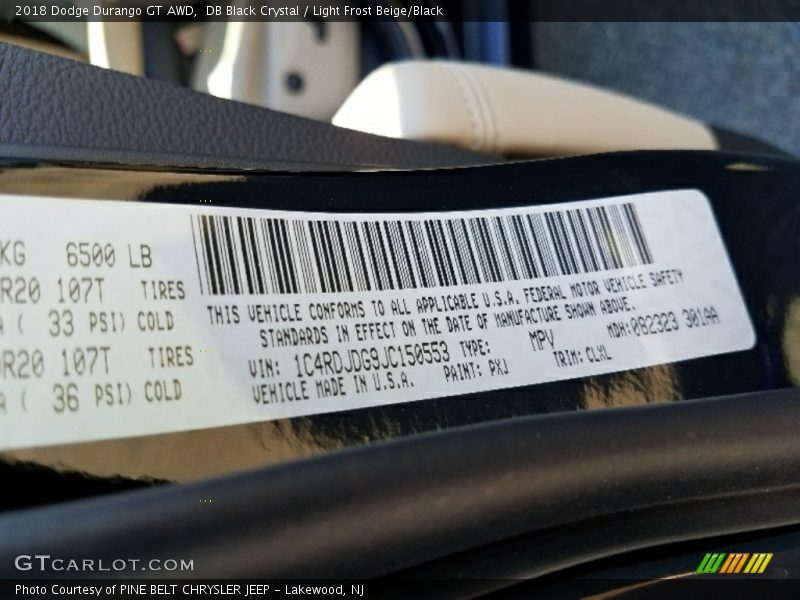 2018 Dodge Durango GT AWD, DB Black Crystal / Light Frost Beige/Black
KG 6500 LB
R20 107T TIRES
( 33 PSI) COLD
R20 107T TIRES
( 36 PSI) COLD
THIS VEHICLE CONFORMS TO ALL APPLICABLE U.S.A. FEDERAL MOTOR VEHICLE SAFETY
STANDARDS IN EFFECT ON THE DATE OF MANUFACTURE SHOWN ABOVE.
VIN: 1C4RDJDG9JC150553 TYPE: MPV MDH: 301AA
VEHICLE MADE IN U.S.A. PAINT: PXJ TRIM:
GTCARLOT.COM
Photo Courtesy of PINE BELT CHRYSLER JEEP - Lakewood, NJ